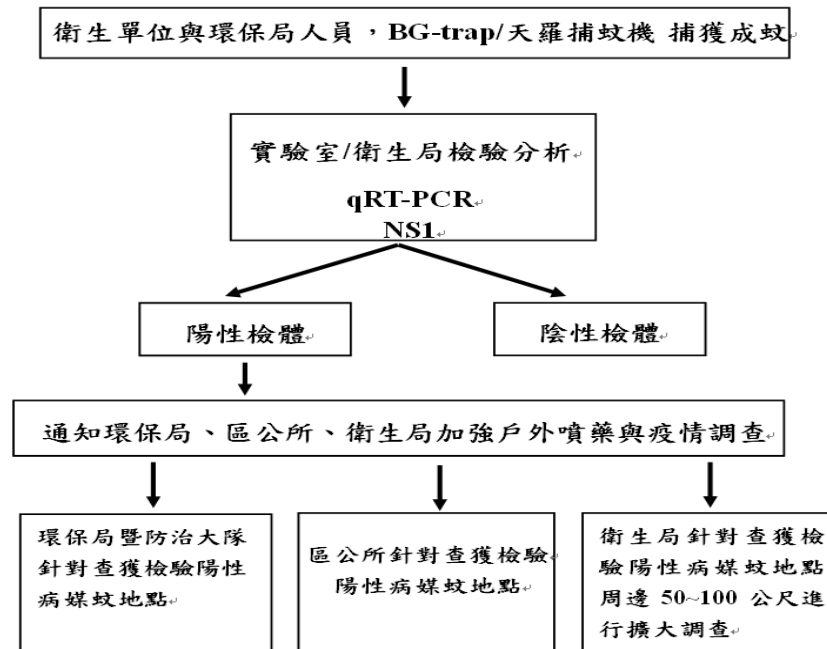 衛生單位與環保局人員，BG-trap/天羅捕蚊機 捕獲成蚊
實驗室/衛生局檢驗分析
qRT-PCR
NS1
陽性檢體
陰性檢體
通知環保局、區公所、衛生局加強戶外噴藥與疫情調查
環保局暨防治大隊
針對查獲檢驗陽性
病媒蚊地點
區公所針對查獲檢驗
陽性病媒蚊地點
衛生局針對查獲檢
驗陽性病媒蚊地點
周邊 50~100 公尺進
行擴大調查